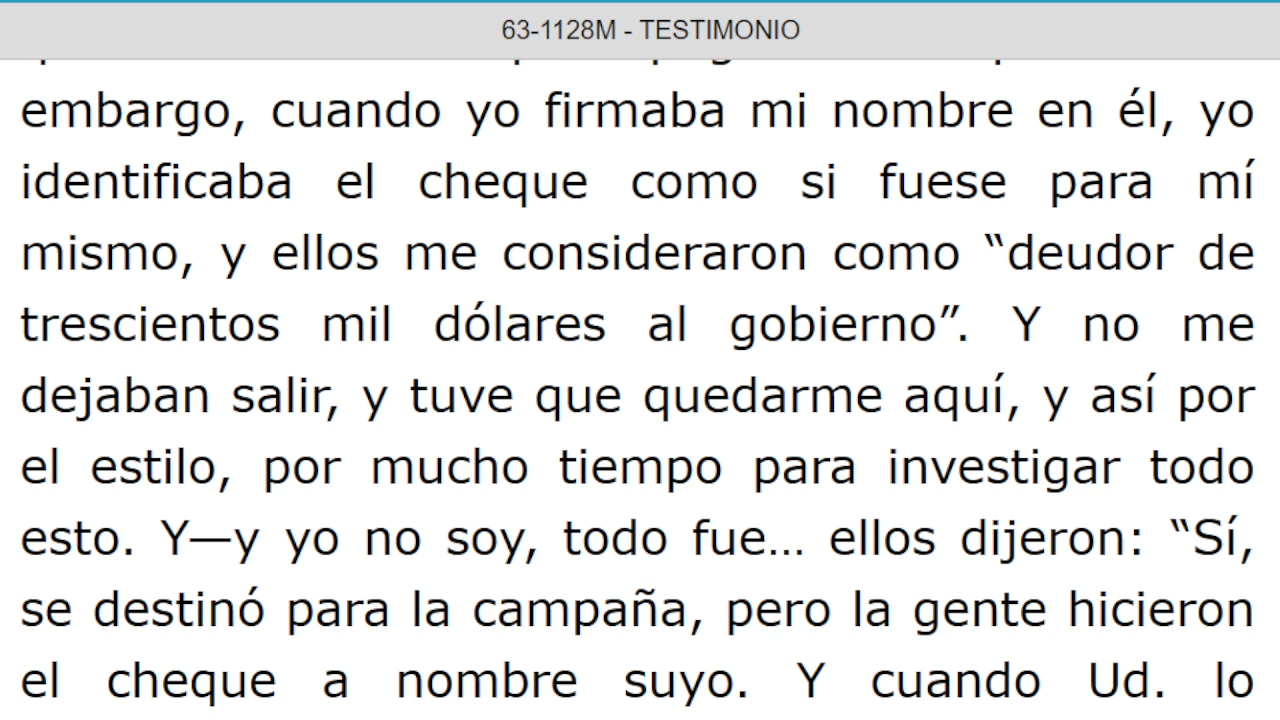 63-1128M - TESTIMONIO
embargo, cuando yo firmaba mi nombre en él, yo
identificaba el cheque como si fuese para mí
mismo, y ellos me consideraron como “deudor de
trescientos mil dólares al gobierno”. Y no me
dejaban salir, y tuve que quedarme aquí, y así por
el estilo, por mucho tiempo para investigar todo
esto. Y—y yo no soy, todo fue... ellos dijeron: “Sí,
se destinó para la campaña, pero la gente hicieron
el cheque a nombre suyo. Y cuando Ud. lo